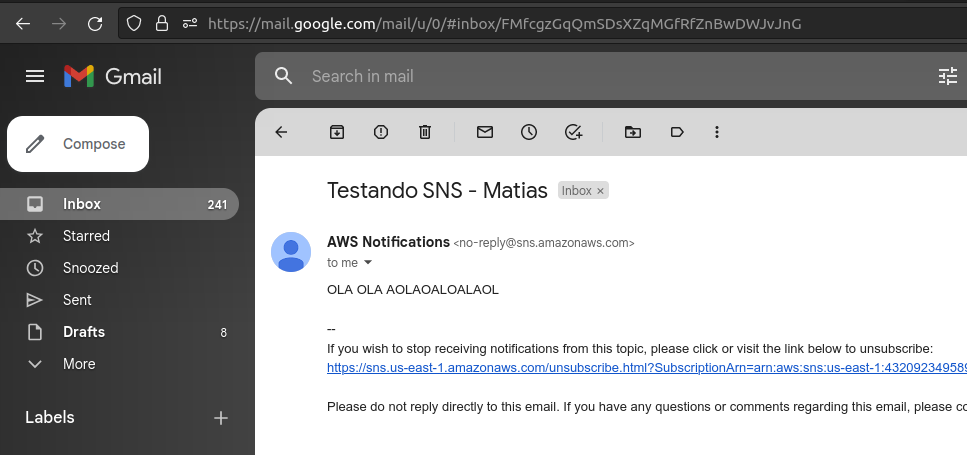 https://mail.google.com/mail/u/0/#inbox/FMfcgzGqQmSDsXZqMGfRfZnBwDWJvJnG
Gmail
Search in mail
Compose
Inbox 241
Starred
Snoozed
Sent
Drafts 8
More
Labels
Testando SNS - Matias Inbox ×
AWS Notifications <no-reply@sns.amazonaws.com>
to me
OLA OLA AOLAOALOALAOL
--
If you wish to stop receiving notifications from this topic, please click or visit the link below to unsubscribe:
https://sns.us-east-1.amazonaws.com/unsubscribe.html?SubscriptionArn=arn:aws:sns:us-east-1:432092349589
Please do not reply directly to this email. If you have any questions or comments regarding this email, please co